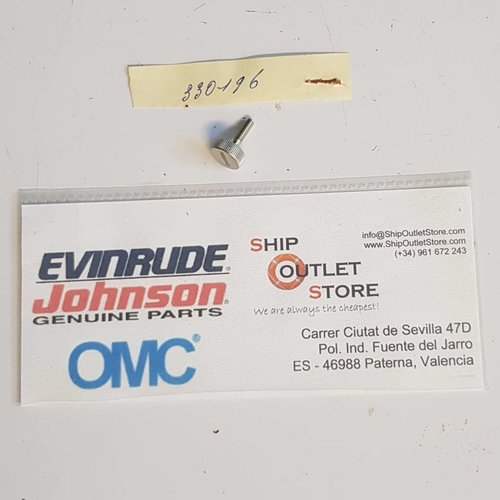 330196
EVINRUDE®
Johnson®
GENUINE PARTS
OMC®
SHIP
OUTLET
STORE
We are always the cheapest!
info@ShipOutletStore.com
www.ShipOutletStore.com
(+34) 961 672 243
Carrer Ciutat de Sevilla 47D
Pol. Ind. Fuente del Jarro
ES - 46988 Paterna, Valencia